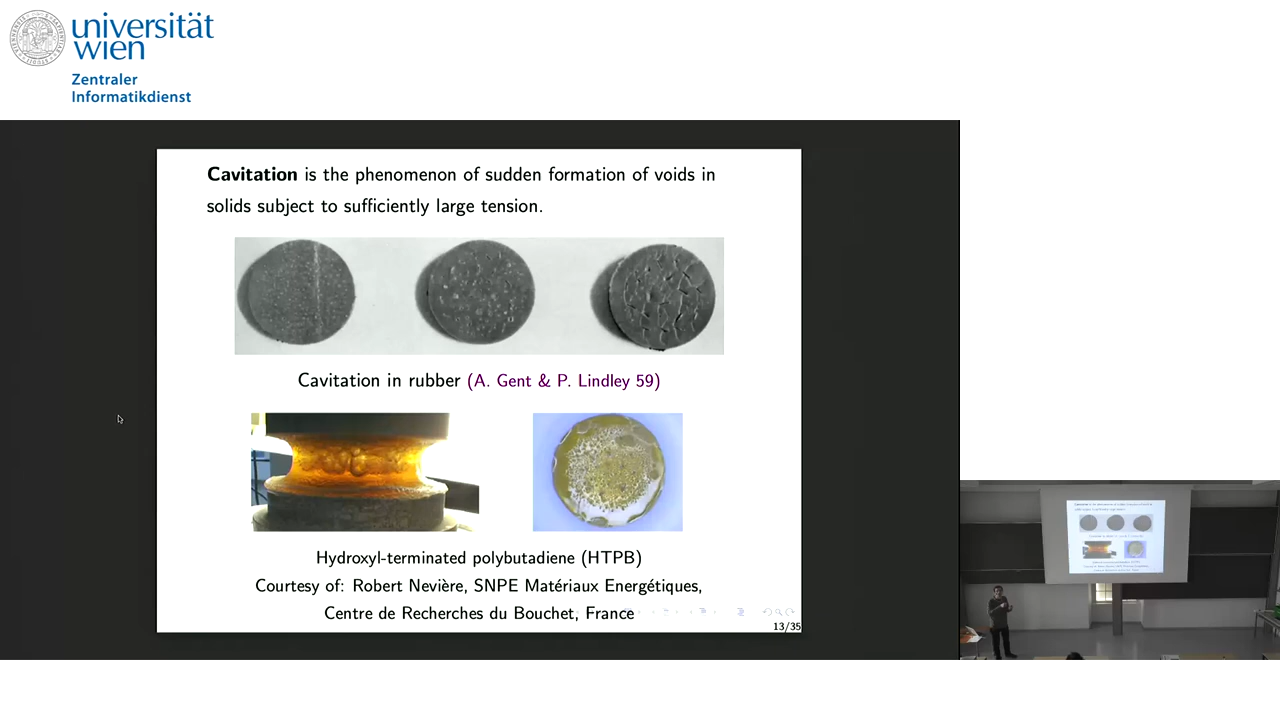 universität
wien
Zentraler
Informatikdienst
Cavitation is the phenomenon of sudden formation of voids in
solids subject to sufficiently large tension.
Cavitation in rubber (A. Gent & P. Lindley 59)
Hydroxyl-terminated polybutadiene (HTPB)
Courtesy of: Robert Neviere, SNPE Matériaux Energétiques,
Centre de Recherches du Bouchet, France
13/35